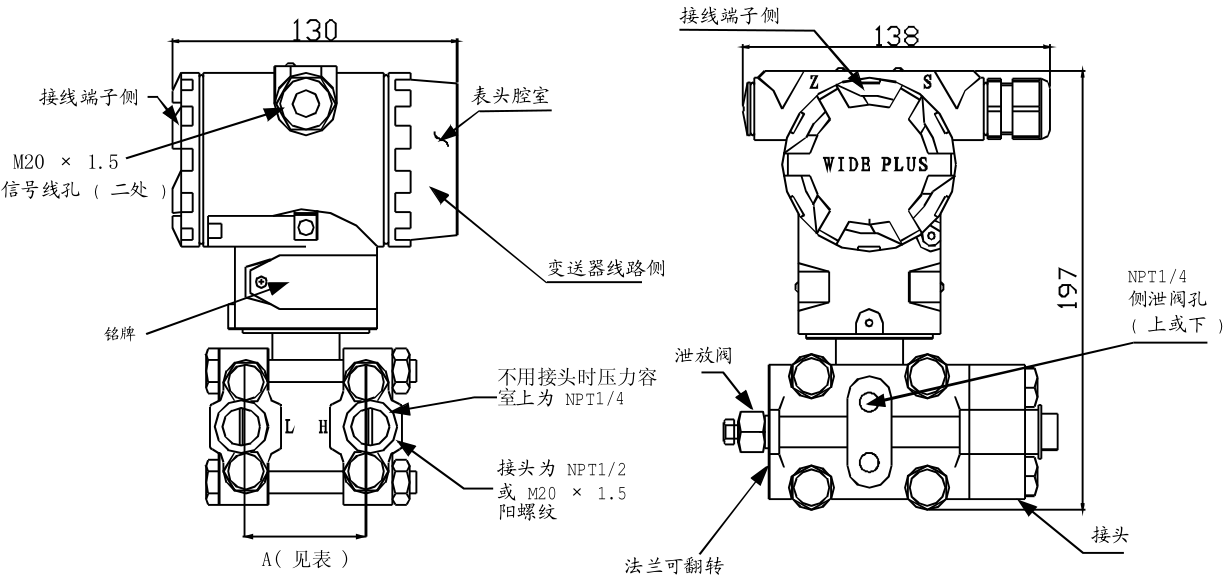 130
接线端子侧
M20 × 1.5
信号线孔 ( 二处 )
表头腔室
变送器线路侧
铭牌
L H
不用接头时压力容
室上为 NPT1/4
接头为 NPT1/2
或 M20 × 1.5
阳螺纹
A( 见表 )
接线端子侧
138
Z S
WIDE PLUS
197
NPT1/4
侧泄阀孔
( 上或下 )
泄放阀
法兰可翻转
接头